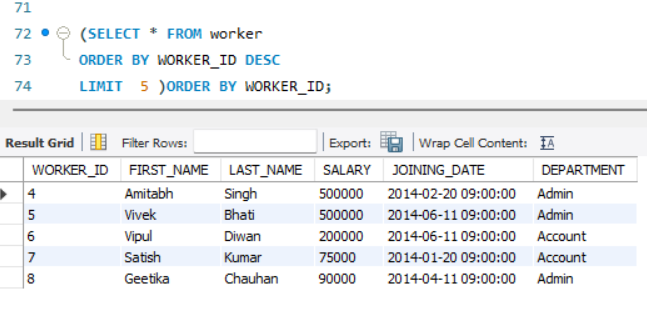 71
72 (SELECT * FROM worker
73 ORDER BY WORKER_ID DESC
74 LIMIT 5 )ORDER BY WORKER_ID;
Result Grid Filter Rows: Export: Wrap Cell Content: IA
WORKER_ID FIRST_NAME LAST_NAME SALARY JOINING_DATE DEPARTMENT
4 Amitabh Singh 500000 2014-02-20 09:00:00 Admin
5 Vivek Bhati 500000 2014-06-11 09:00:00 Admin
6 Vipul Diwan 200000 2014-06-11 09:00:00 Account
7 Satish Kumar 75000 2014-01-20 09:00:00 Account
8 Geetika Chauhan 90000 2014-04-11 09:00:00 Admin